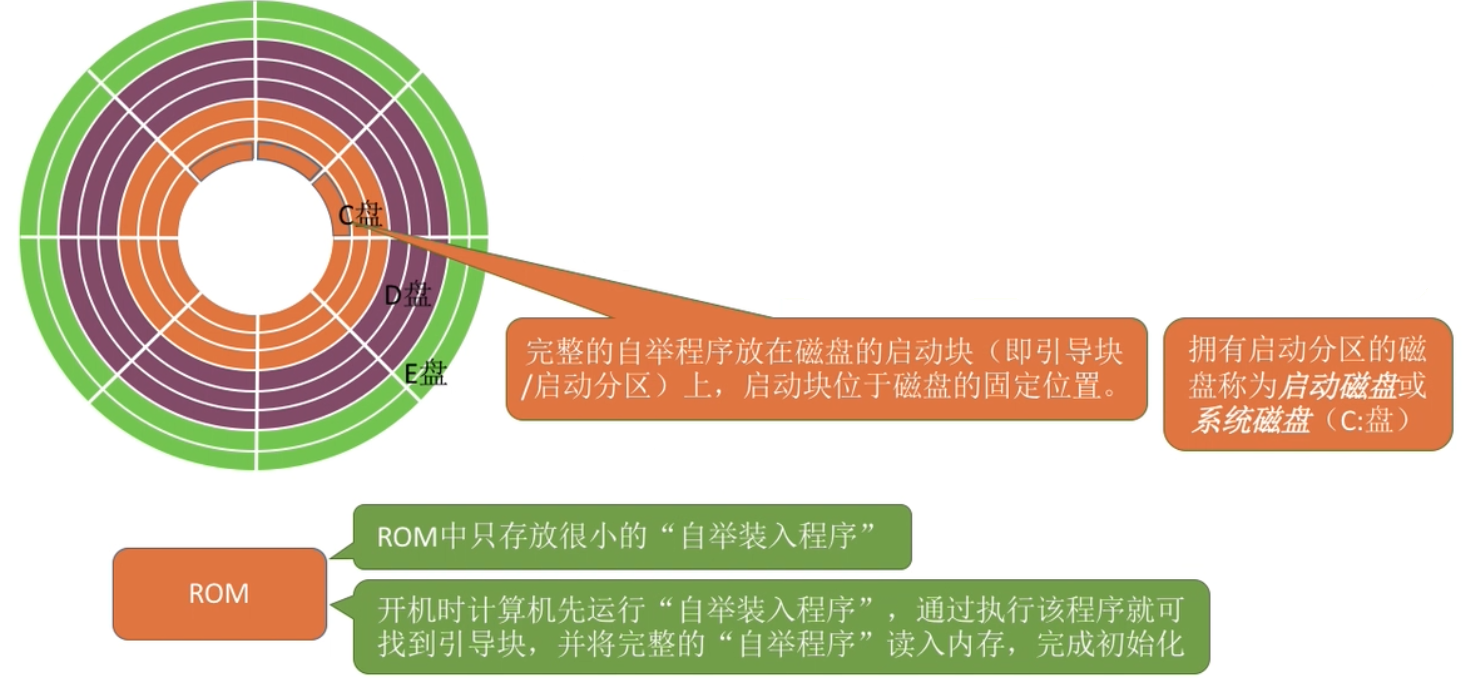 C盘
D盘
E盘
完整的自举程序放在磁盘的启动块（即引导块
/启动分区）上，启动块位于磁盘的固定位置。
拥有启动分区的磁
盘称为启动磁盘或
系统磁盘（C:盘）
ROM中只存放很小的“自举装入程序”
ROM
开机时计算机先运行“自举装入程序”，通过执行该程序就可
找到引导块，并将完整的“自举程序”读入内存，完成初始化